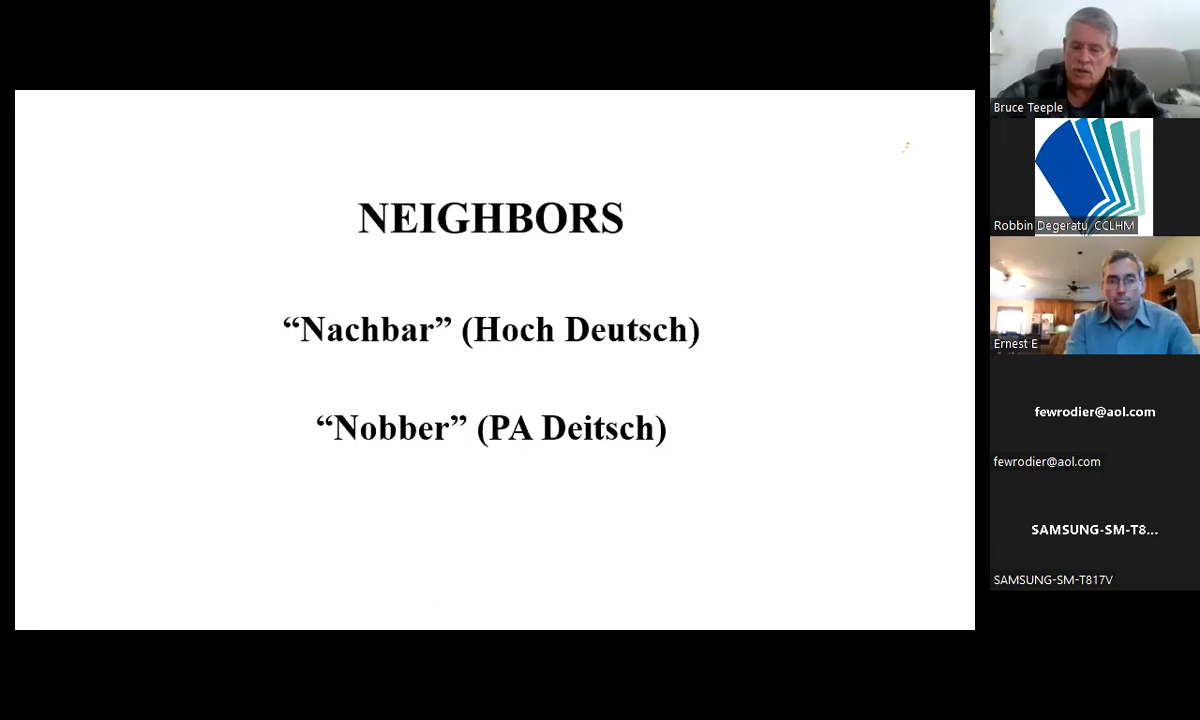 NEIGHBORS
“Nachbar” (Hoch Deutsch)
“Nobber” (PA Deitsch)
Bruce Teeple
Robbin Degeratu, CCLHM
Ernest E
fewrodier@aol.com
fewrodier@aol.com
SAMSUNG-SM-T8...
SAMSUNG-SM-T817V